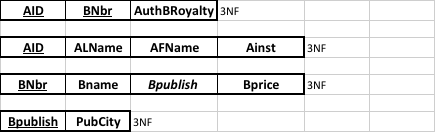 AID BNbr AuthBRoyalty 3NF
AID ALName AFName Ainst 3NF
BNbr Bname Bpublish Bprice 3NF
Bpublish PubCity 3NF